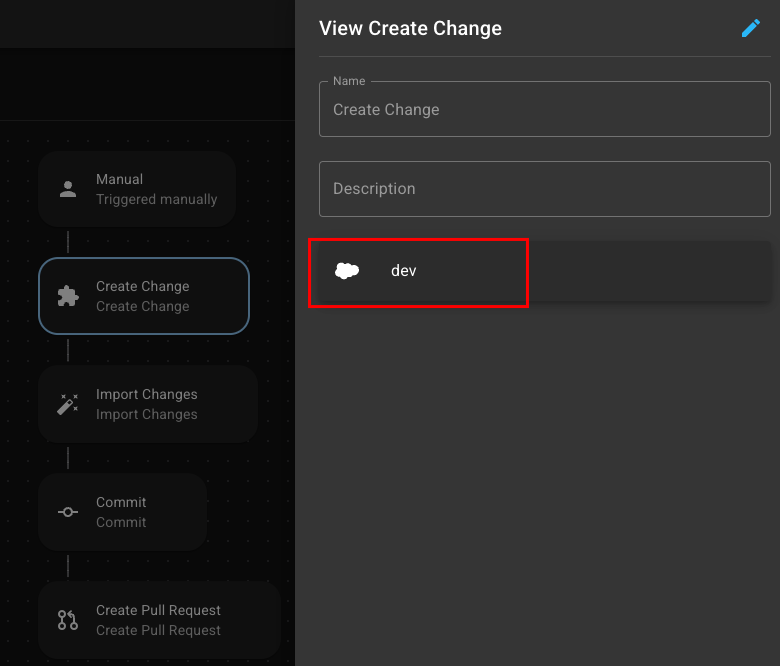 View Create Change
Name
Create Change
Description
dev
Manual
Triggered manually
Create Change
Create Change
Import Changes
Import Changes
Commit
Commit
Create Pull Request
Create Pull Request